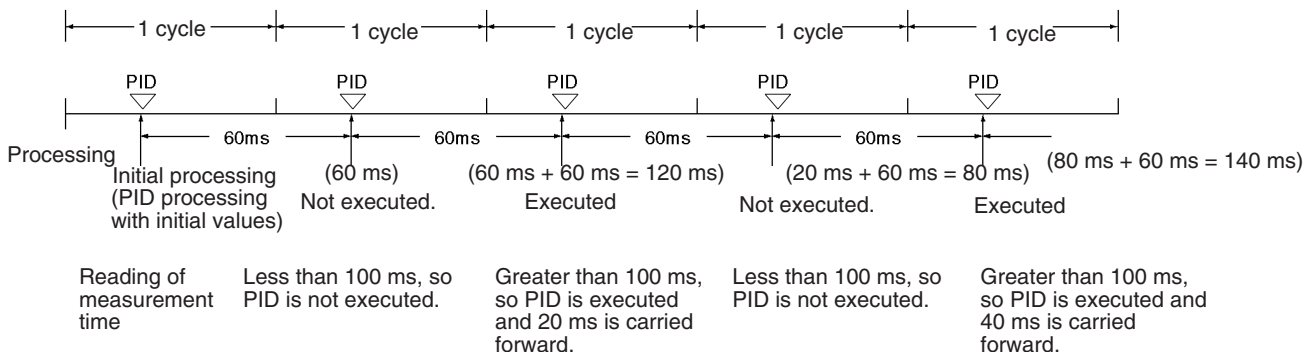 1 cycle 1 cycle 1 cycle 1 cycle 1 cycle
PID PID PID PID PID
60ms 60ms 60ms 60ms
Processing
Initial processing
(PID processing
with initial values)
(60 ms)
Not executed.
(60 ms + 60 ms = 120 ms)
Executed
(20 ms + 60 ms = 80 ms)
Not executed.
(80 ms + 60 ms = 140 ms)
Executed
Reading of
measurement
time
Less than 100 ms, so
PID is not executed.
Greater than 100 ms,
so PID is executed
and 20 ms is carried
forward.
Less than 100 ms, so
PID is not executed.
Greater than 100 ms,
so PID is executed and
40 ms is carried
forward.